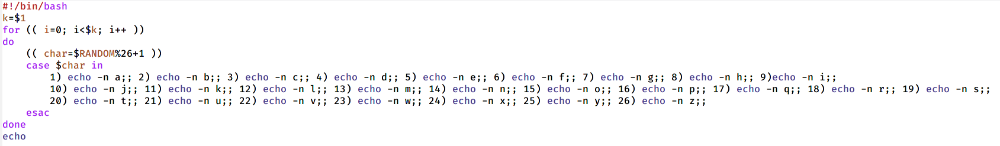 #!/bin/bash
k=$1
for (( i=0; i<$k; i++ ))
do
    (( char=$RANDOM%26+1 ))
    case $char in
        1) echo -n a;; 2) echo -n b;; 3) echo -n c;; 4) echo -n d;; 5) echo -n e;; 6) echo -n f;; 7) echo -n g;; 8) echo -n h;; 9)echo -n i;;
        10) echo -n j;; 11) echo -n k;; 12) echo -n l;; 13) echo -n m;; 14) echo -n n;; 15) echo -n o;; 16) echo -n p;; 17) echo -n q;; 18) echo -n r;; 19) echo -n s;;
        20) echo -n t;; 21) echo -n u;; 22) echo -n v;; 23) echo -n w;; 24) echo -n x;; 25) echo -n y;; 26) echo -n z;;
    esac
done
echo